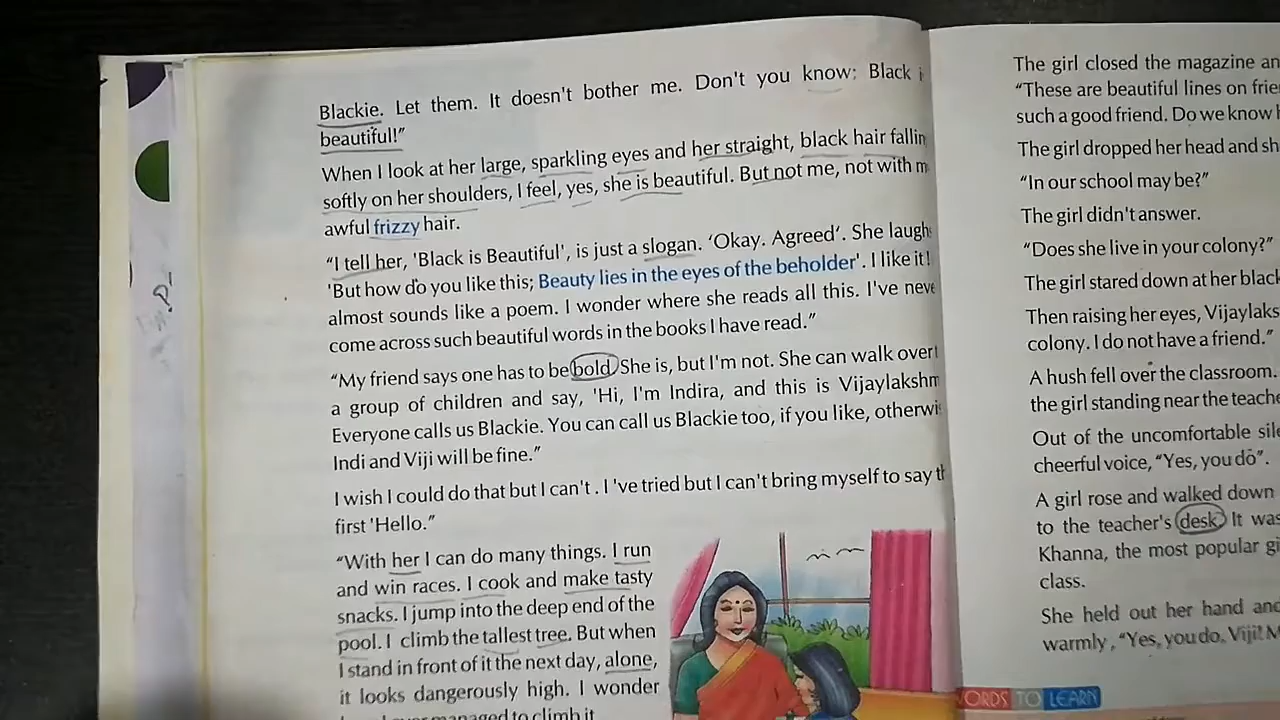 Blackie. Let them. It doesn't bother me. Don't you know: Black
beautiful!"
When I look at her large, sparkling eyes and her straight, black hair
softly on her shoulders, I feel, yes, she is beautiful. But not me, not with
awful frizzy hair.
"I tell her, 'Black is Beautiful', is just a slogan. 'Okay. Agreed'. She
'But how do you like this; Beauty lies in the eyes of the beholder'. I like it!
almost sounds like a poem. I wonder where she reads all this. I've
come across such beautiful words in the books I have read."
"My friend says one has to be bold. She is, but I'm not. She can walk over
a group of children and say, 'Hi, I'm Indira, and this is
Everyone calls us Blackie. You can call us Blackie too, if you like,
Indi and Viji will be fine."
I wish I could do that but I can't . I 've tried but I can't bring myself to say
first 'Hello."
"With her I can do many things. I run
and win races. I cook and make tasty
snacks. I jump into the deep end of the
pool. I climb the tallest tree. But when
I stand in front of it the next day, alone,
it looks dangerously high. I wonder
managed to climb it
The girl closed the magazine
"These are beautiful lines on
such a good friend. Do we know
The girl dropped her head and
"In our school may be?"
The girl didn't answer.
"Does she live in your colony?"
The girl stared down at her
Then raising her eyes,
colony. I do not have a friend."
A hush fell over the classroom.
the girl standing near the
Out of the uncomfortable
cheerful voice, "Yes, you do".
A girl rose and walked down
to the teacher's desk. It was
Khanna, the most popular
class.
She held out her hand
warmly, "Yes, you do, Viji!
WORDS TO LEARN